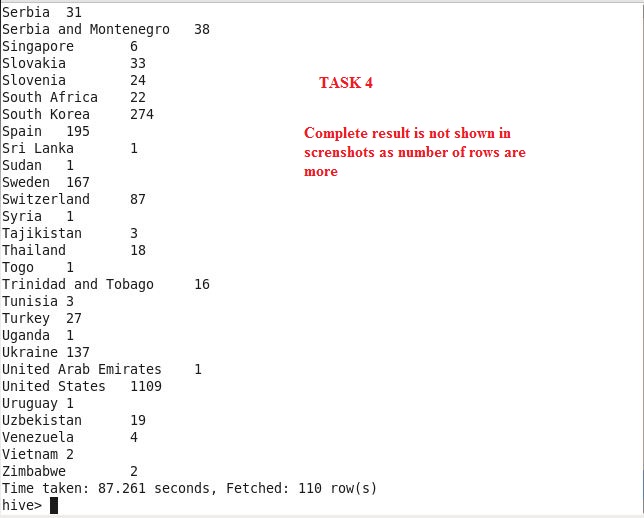 Serbia 31
Serbia and Montenegro 38
Singapore 6
Slovakia 33
Slovenia 24
South Africa 22
South Korea 274
Spain 195
Sri Lanka 1
Sudan 1
Sweden 167
Switzerland 87
Syria 1
Tajikistan 3
Thailand 18
Togo 1
Trinidad and Tobago 16
Tunisia 3
Turkey 27
Uganda 1
Ukraine 137
United Arab Emirates 1
United States 1109
Uruguay 1
Uzbekistan 19
Venezuela 4
Vietnam 2
Zimbabwe 2
Time taken: 87.261 seconds, Fetched: 110 row(s)
hive>
TASK 4
Complete result is not shown in
screnshots as number of rows are
more